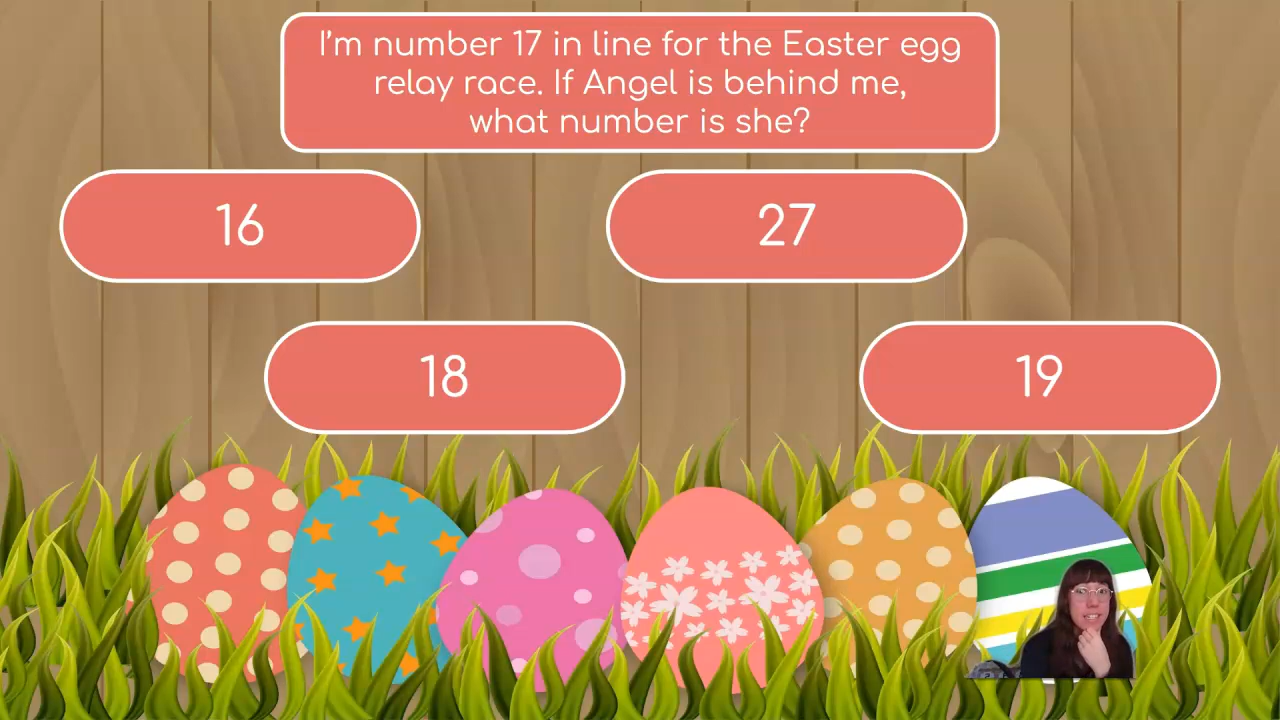 I'm number 17 in line for the Easter egg
relay race. If Angel is behind me,
what number is she?
16
27
18
19